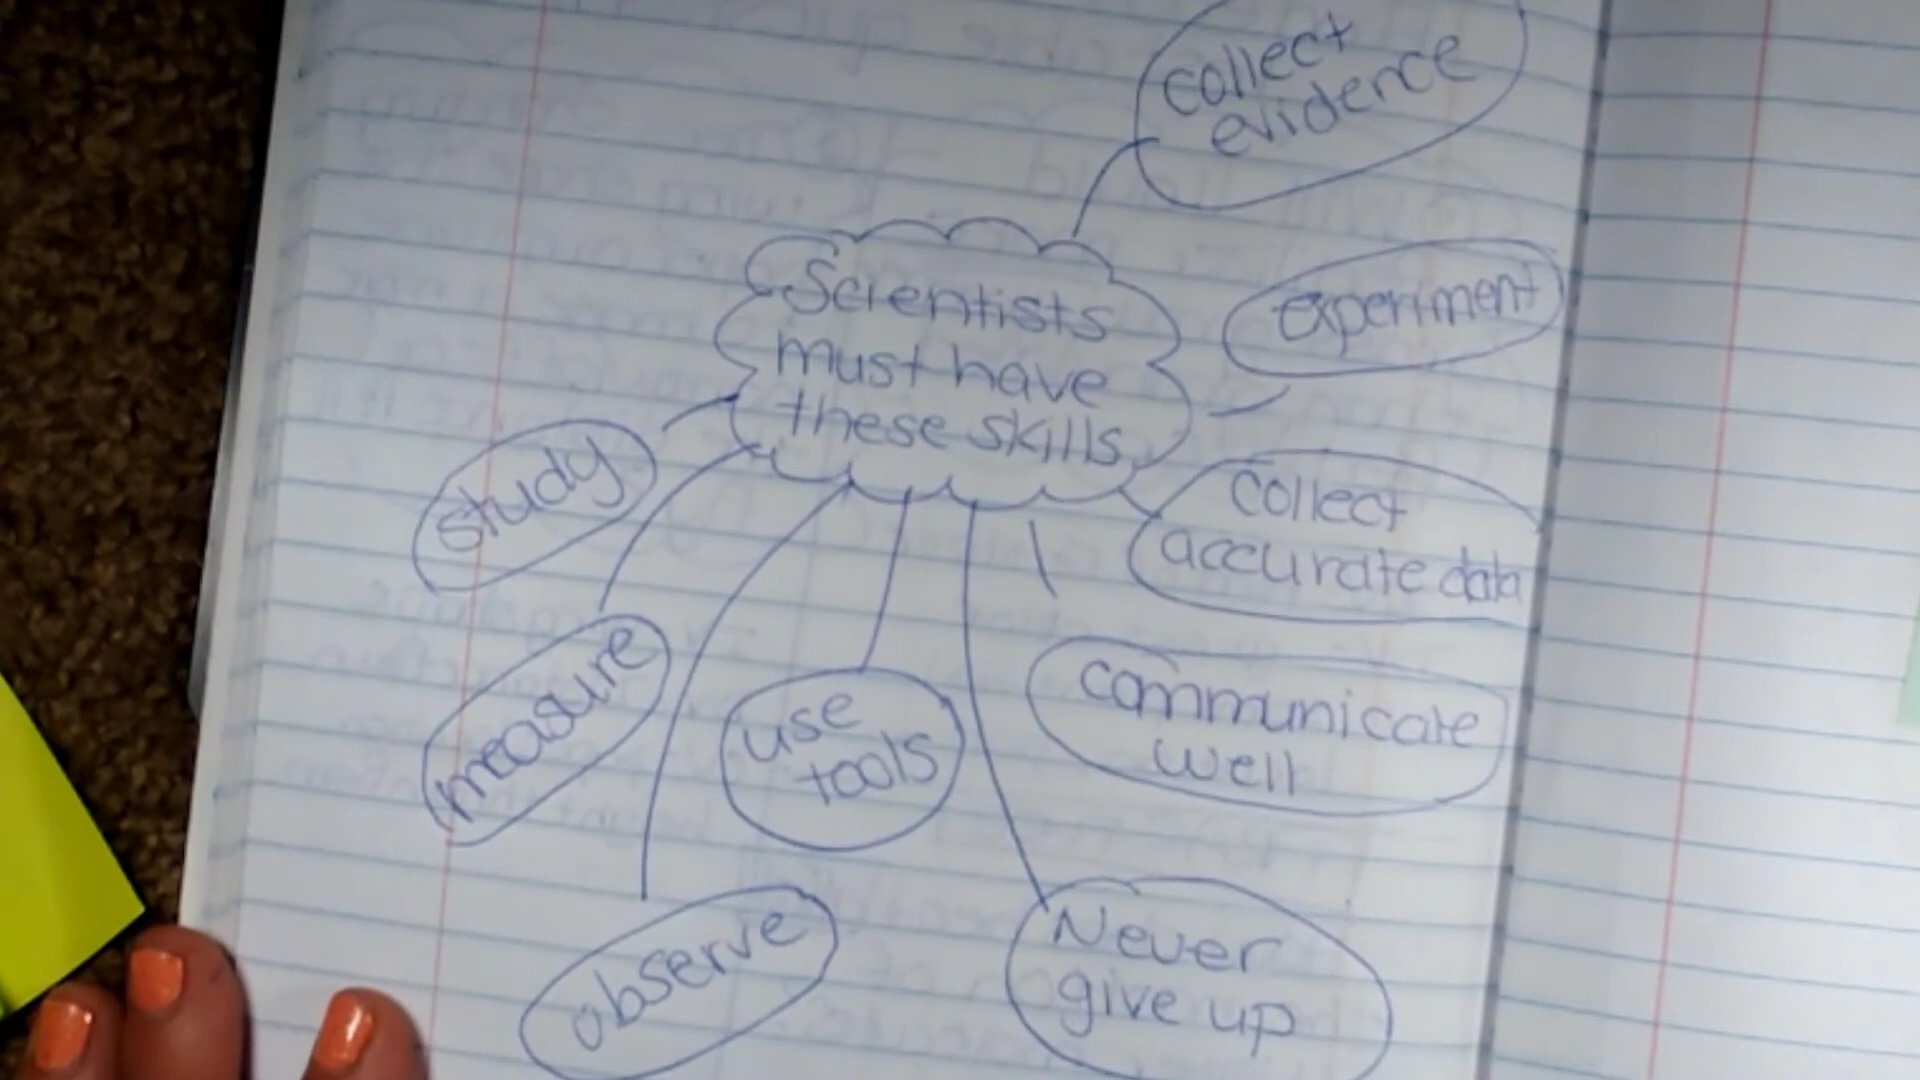 collect
evidence
Scientists
must have
these skills
experiment
study
collect
accurate data
measure
use
tools
communicate
well
observe
Never
give up